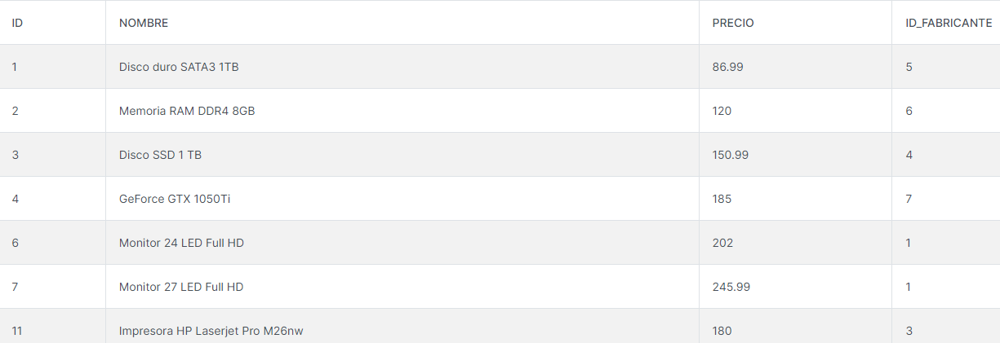 ID NOMBRE PRECIO ID_FABRICANTE
1 Disco duro SATA3 1TB 86.99 5
2 Memoria RAM DDR4 8GB 120 6
3 Disco SSD 1 TB 150.99 4
4 GeForce GTX 1050Ti 185 7
6 Monitor 24 LED Full HD 202 1
7 Monitor 27 LED Full HD 245.99 1
11 Impresora HP Laserjet Pro M26nw 180 3